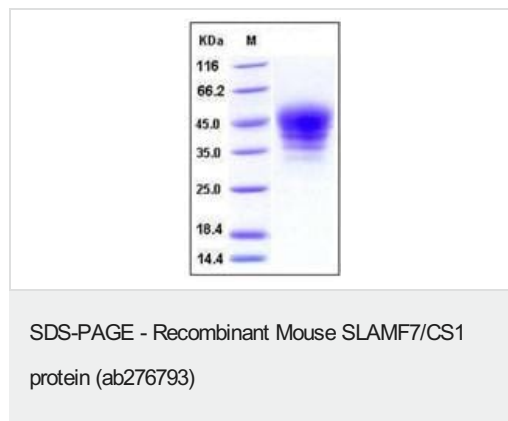 KDa M
116
66.2
45.0
35.0
25.0
18.4
14.4
SDS-PAGE - Recombinant Mouse SLAMF7/CS1
protein (ab276793)